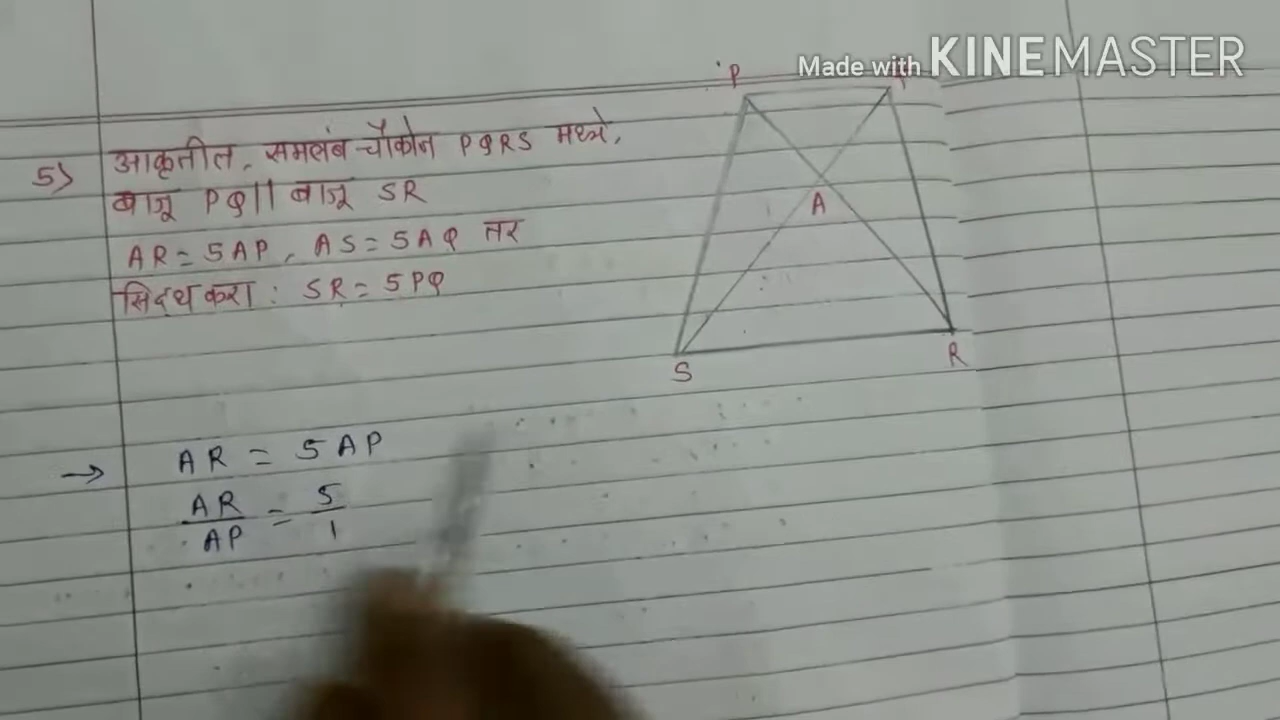 Made with KINEMASTER
P
5) आकृतीत, समलंब चौकोन PQRS मध्ये,
बाजू PQ || बाजू SR
AR = 5AP, AS = 5AQ तर
सिद्ध करा: SR = 5PQ
A
S
R
→ AR = 5AP
AR/AP = 5/1